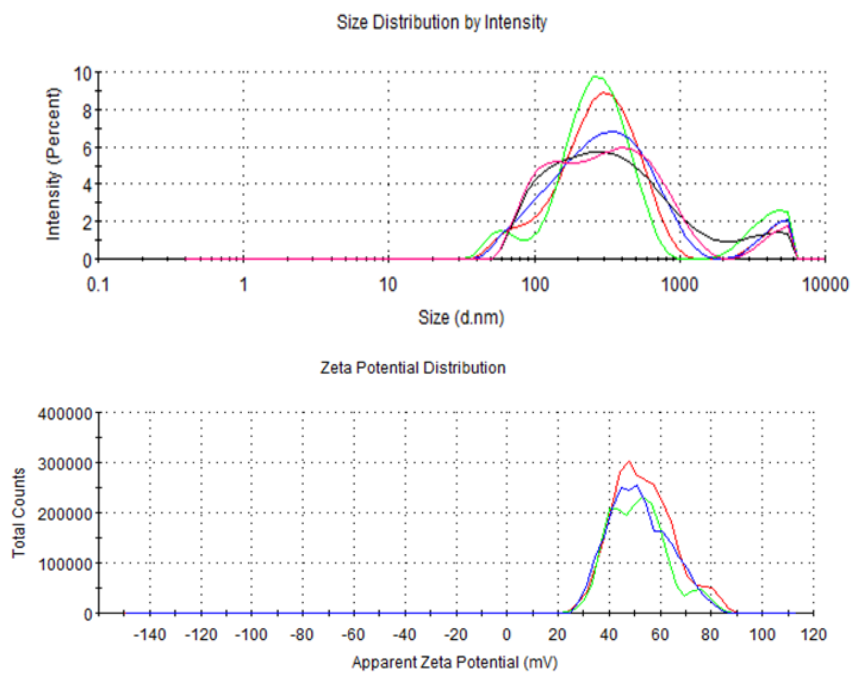 Size Distribution by Intensity
Intensity (Percent)
10
8
6
4
2
0
0.1 1 10 100 1000 10000
Size (d.nm)
Zeta Potential Distribution
Total Counts
400000
300000
200000
100000
0
-140 -120 -100 -80 -60 -40 -20 0 20 40 60 80 100 120
Apparent Zeta Potential (mV)